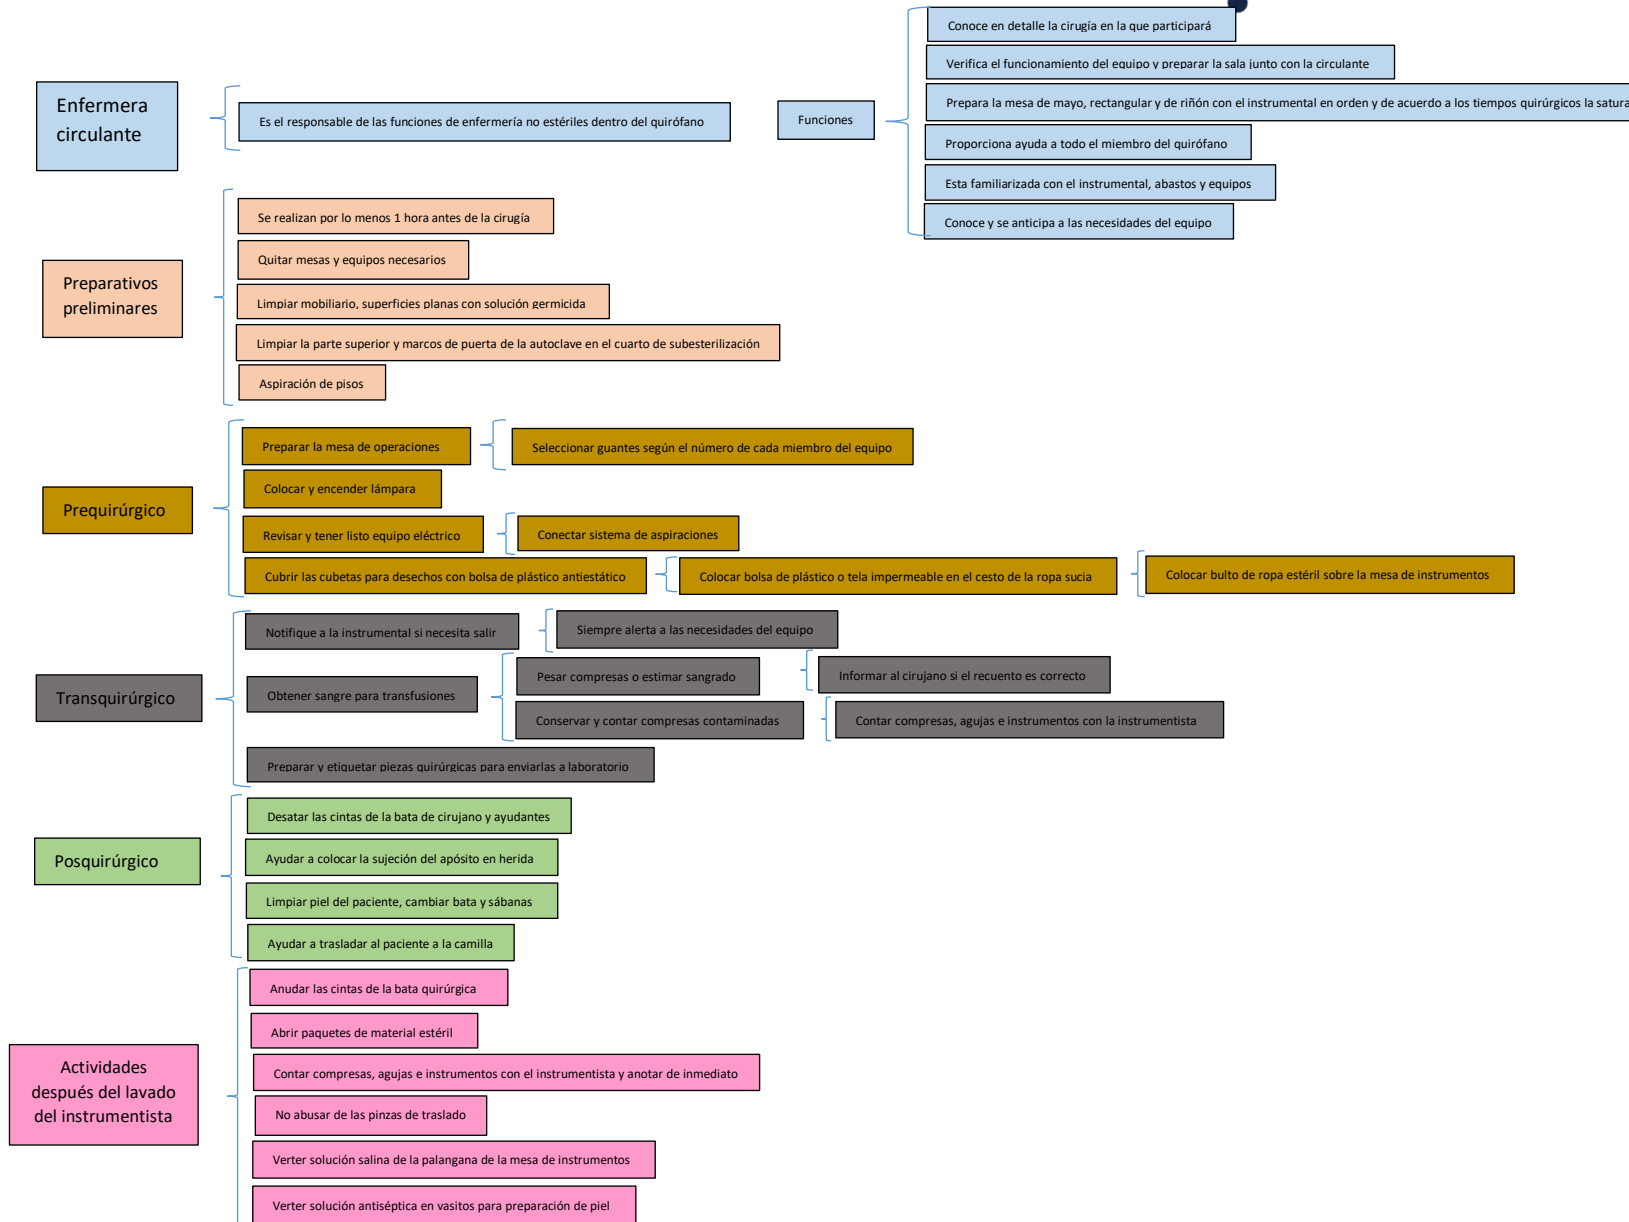 Enfermera
circulante
Es el responsable de las funciones de enfermería no estériles dentro del quirófano
Funciones
Conoce en detalle la cirugía en la que participará
Verifica el funcionamiento del equipo y preparar la sala junto con la circulante
Prepara la mesa de mayo, rectangular y de riñón con el instrumental en orden y de acuerdo a los tiempos quirúrgicos la satura
Proporciona ayuda a todo el miembro del quirófano
Esta familiarizada con el instrumental, abastos y equipos
Conoce y se anticipa a las necesidades del equipo
Preparativos
preliminares
Se realizan por lo menos 1 hora antes de la cirugía
Quitar mesas y equipos necesarios
Limpiar mobiliario, superficies planas con solución germicida
Limpiar la parte superior y marcos de puerta de la autoclave en el cuarto de subesterilización
Aspiración de pisos
Prequirúrgico
Preparar la mesa de operaciones
Seleccionar guantes según el número de cada miembro del equipo
Colocar y encender lámpara
Revisar y tener listo equipo eléctrico
Conectar sistema de aspiraciones
Cubrir las cubetas para desechos con bolsa de plástico antiestático
Colocar bolsa de plástico o tela impermeable en el cesto de la ropa sucia
Colocar bulto de ropa estéril sobre la mesa de instrumentos
Transquirúrgico
Notifique a la instrumental si necesita salir
Siempre alerta a las necesidades del equipo
Obtener sangre para transfusiones
Pesar compresas o estimar sangrado
Informar al cirujano si el recuento es correcto
Conservar y contar compresas contaminadas
Contar compresas, agujas e instrumentos con la instrumentista
Preparar y etiquetar piezas quirúrgicas para enviarlas a laboratorio
Posquirúrgico
Desatar las cintas de la bata de cirujano y ayudantes
Ayudar a colocar la sujeción del apósito en herida
Limpiar piel del paciente, cambiar bata y sábanas
Ayudar a trasladar al paciente a la camilla
Actividades
después del lavado
del instrumentista
Anudar las cintas de la bata quirúrgica
Abrir paquetes de material estéril
Contar compresas, agujas e instrumentos con el instrumentista y anotar de inmediato
No abusar de las pinzas de traslado
Verter solución salina de la palangana de la mesa de instrumentos
Verter solución antiséptica en vasitos para preparación de piel